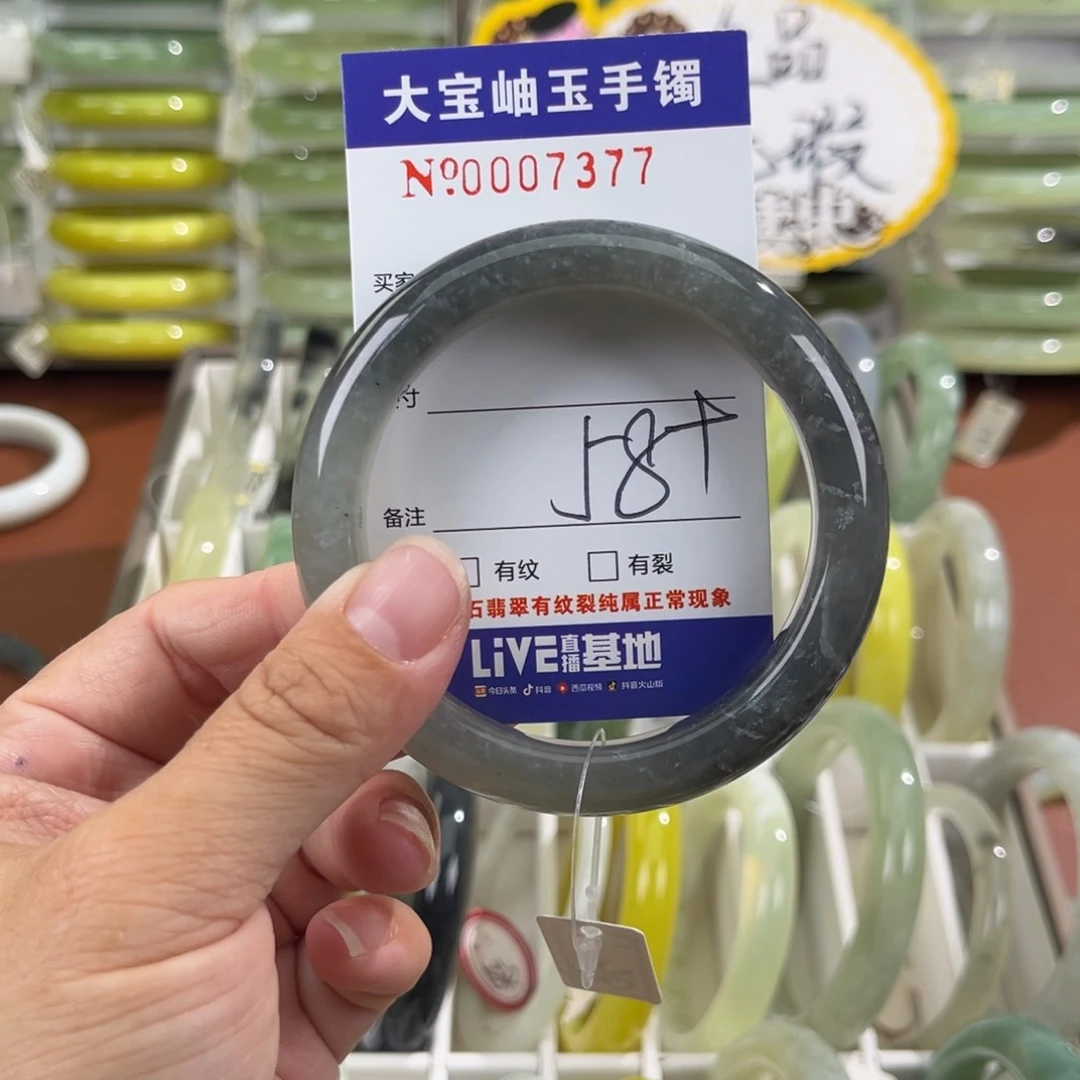 品
大宝岫玉手镯
№0007377
买家
寸
58↑
备注
□ 有纹 □ 有裂
石翡翠有纹裂纯属正常现象
LiVE直播基地
今日头条 抖音 西瓜视频 抖音火山版